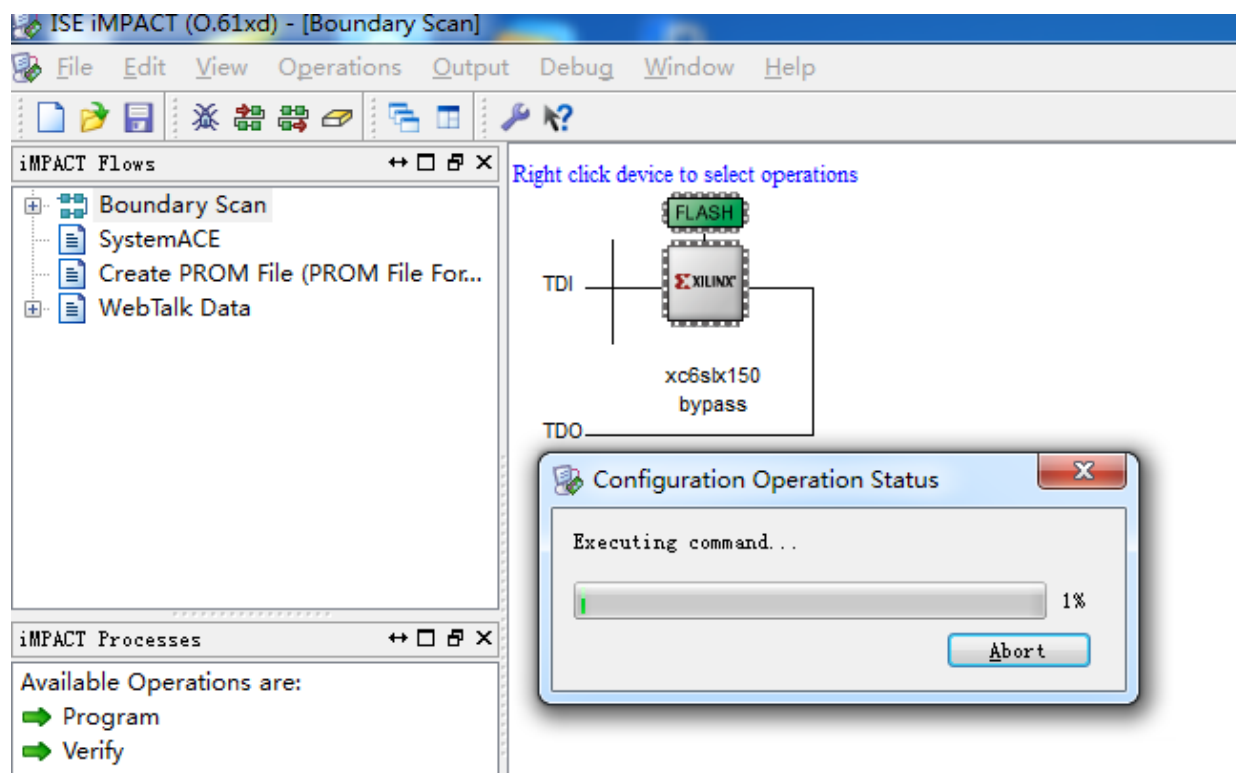 ISE iMPACT (O.61xd) - [Boundary Scan]
File Edit View Operations Output Debug Window Help
iMPACT Flows
Boundary Scan
SystemACE
Create PROM File (PROM File For...
WebTalk Data
Right click device to select operations
FLASH
TDI
XILINX
xc6slx150
bypass
TDO
Configuration Operation Status
Executing command...
1%
Abort
iMPACT Processes
Available Operations are:
Program
Verify